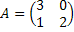 A = (3 0
1 2)